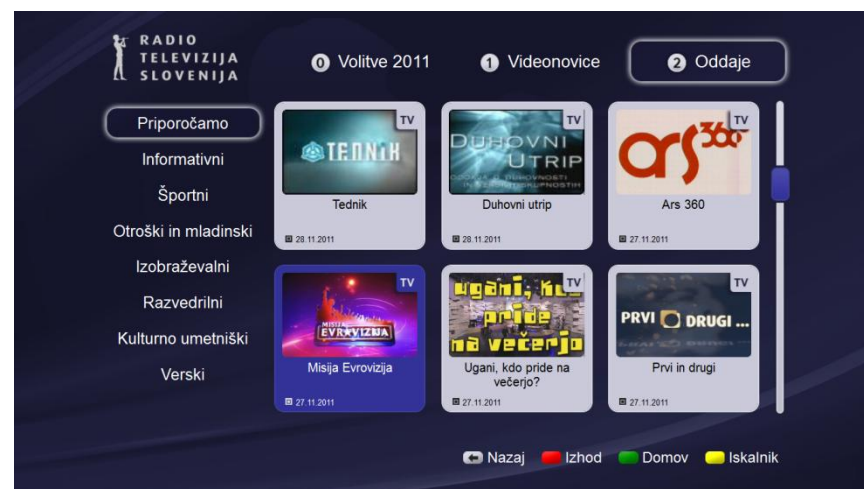 RADIO
TELEVIZIJA
SLOVENIJA
0 Volitve 2011
1 Videonovice
2 Oddaje
Priporočamo
Informativni
Športni
Otroški in mladinski
Izobraževalni
Razvedrilni
Kulturno umetniški
Verski
TV
TEDNIK
Tednik
28.11.2011
TV
DUHOVNI
UTRIP
ODDAJA O DUHOVNOSTI
Duhovni utrip
28.11.2011
TV
ars 360
Ars 360
27.11.2011
TV
MISIJA
EVROVIZIJA
Misija Evrovizija
27.11.2011
TV
ugani, kdo
pride
na večerjo
Ugani, kdo pride na
večerjo?
27.11.2011
TV
PRVI DRUGI ...
Prvi in drugi
27.11.2011
Nazaj
Izhod
Domov
Iskalnik